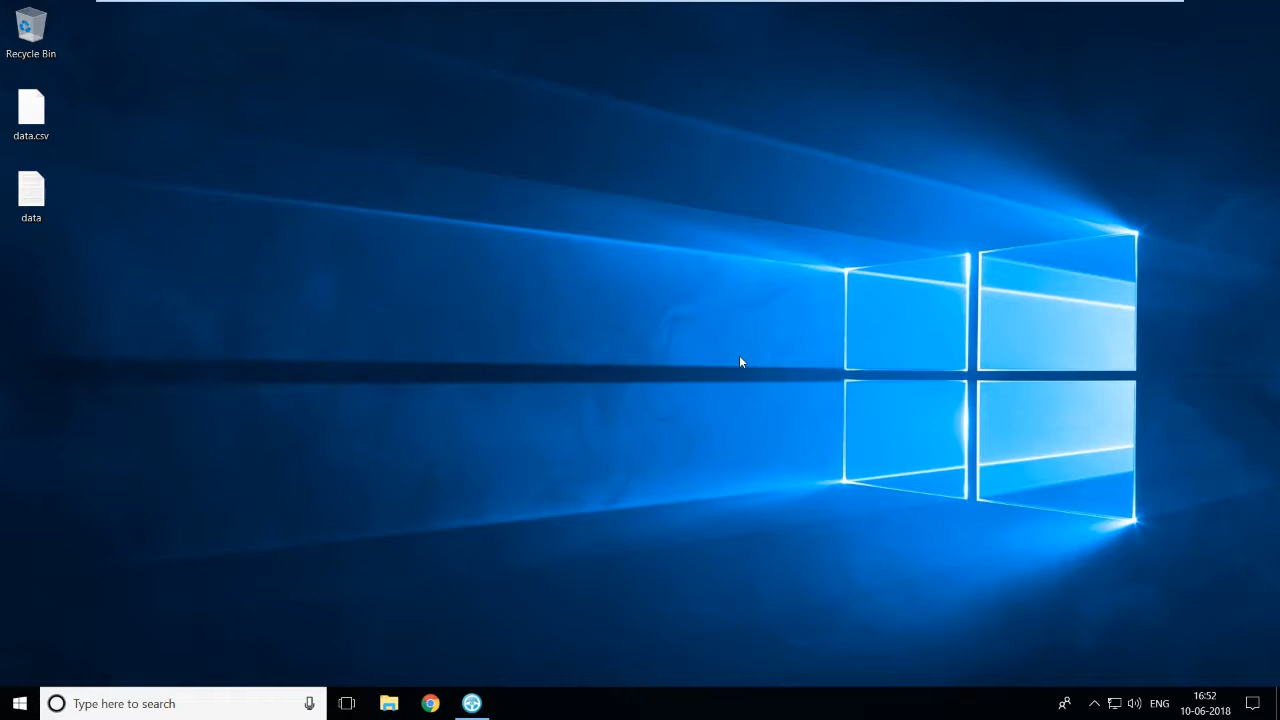 Recycle Bin
data.csv
data
Type here to search
ENG
16:52
10-06-2018